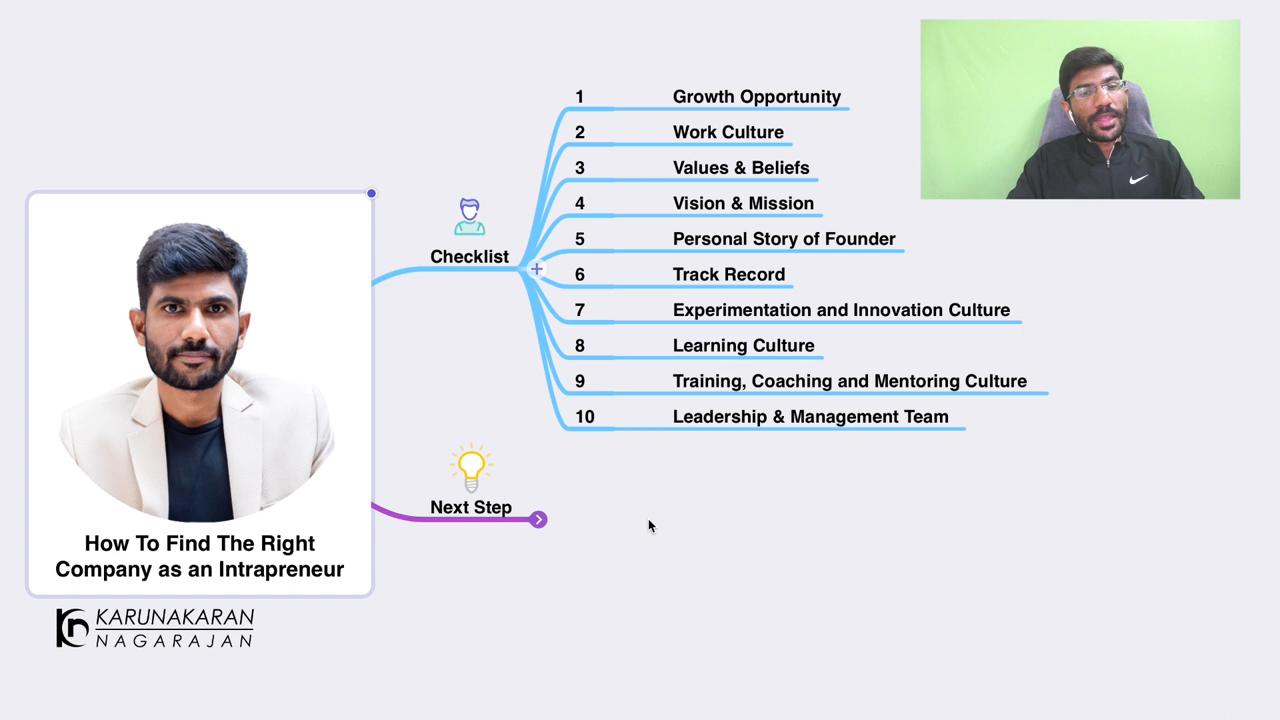 1 Growth Opportunity
2 Work Culture
3 Values & Beliefs
4 Vision & Mission
5 Personal Story of Founder
6 Track Record
7 Experimentation and Innovation Culture
8 Learning Culture
9 Training, Coaching and Mentoring Culture
10 Leadership & Management Team
Checklist
Next Step
How To Find The Right
Company as an Intrapreneur
KARUNAKARAN
NAGARAJAN